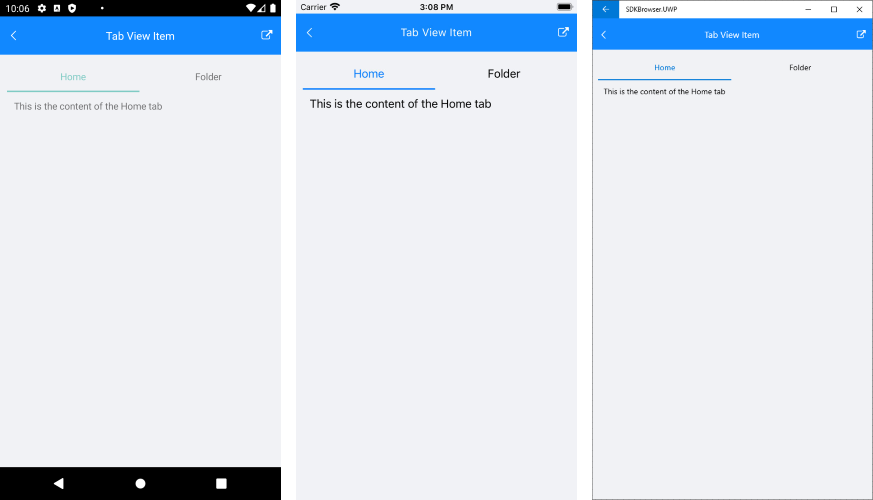 10:06
Tab View Item
Home Folder
This is the content of the Home tab
Carrier 3:08 PM
Tab View Item
Home Folder
This is the content of the Home tab
SDKBrowser.UWP
Tab View Item
Home Folder
This is the content of the Home tab